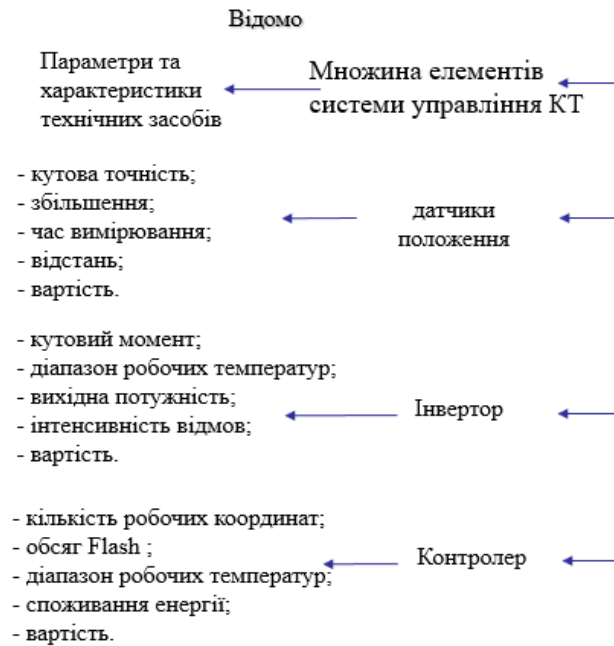 Відомо
Параметри та
характеристики
технічних засобів
Множина елементів
системи управління КТ
- кутова точність;
- збільшення;
- час вимірювання;
- відстань;
- вартість.
датчики
положення
- кутовий момент;
- діапазон робочих температур;
- вихідна потужність;
- інтенсивність відмов;
- вартість.
Інвертор
- кількість робочих координат;
- обсяг Flash ;
- діапазон робочих температур;
- споживання енергії;
- вартість.
Контролер